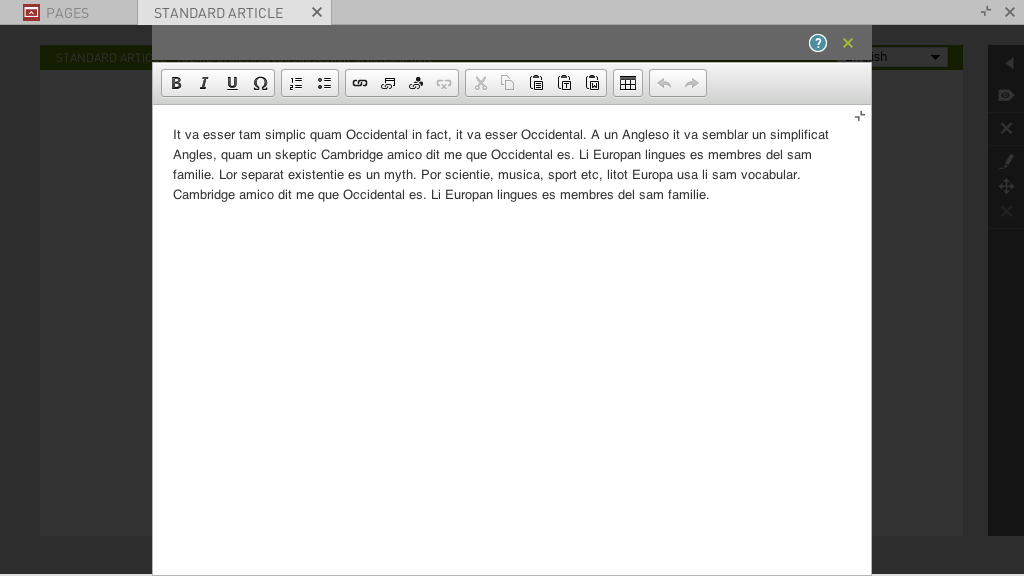 PAGES
STANDARD ARTICLE
STANDARD ARTIC
ish
It va esser tam simplic quam Occidental in fact, it va esser Occidental. A un Angleso it va semblar un simplificat
Angles, quam un skeptic Cambridge amico dit me que Occidental es. Li Europan lingues es membres del sam
familie. Lor separat existentie es un myth. Por scientie, musica, sport etc, litot Europa usa li sam vocabular.
Cambridge amico dit me que Occidental es. Li Europan lingues es membres del sam familie.